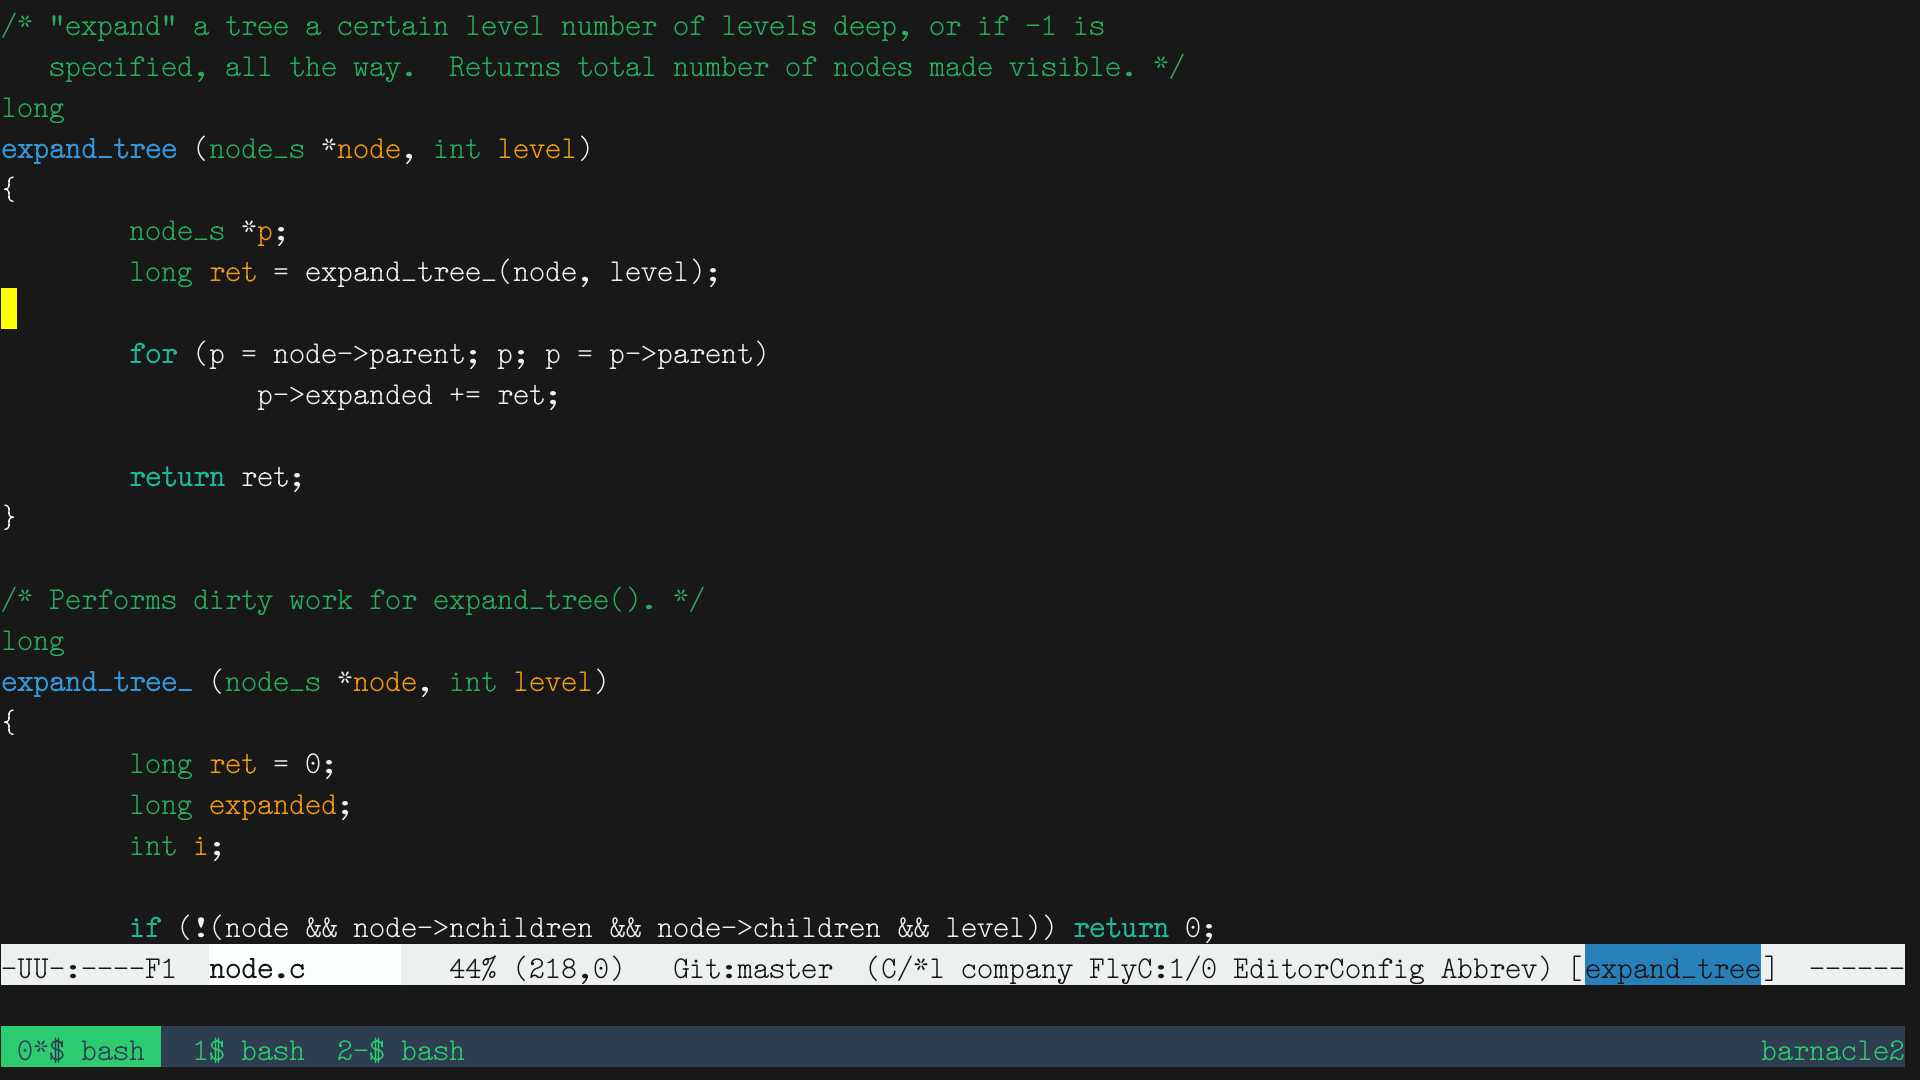 /* "expand" a tree a certain level number of levels deep, or if -1 is
   specified, all the way.  Returns total number of nodes made visible. */
long
expand_tree (node_s *node, int level)
{
        node_s *p;
        long ret = expand_tree_(node, level);

        for (p = node->parent; p; p = p->parent)
                p->expanded += ret;

        return ret;
}

/* Performs dirty work for expand_tree(). */
long
expand_tree_ (node_s *node, int level)
{
        long ret = 0;
        long expanded;
        int i;

        if (!(node && node->nchildren && node->children && level)) return 0;
-UU-:----F1  node.c         44% (218,0)   Git:master  (C/*l company FlyC:1/0 EditorConfig Abbrev) [expand_tree]  ------
 0*$ bash   1$ bash  2-$ bash                                                                                 barnacle2